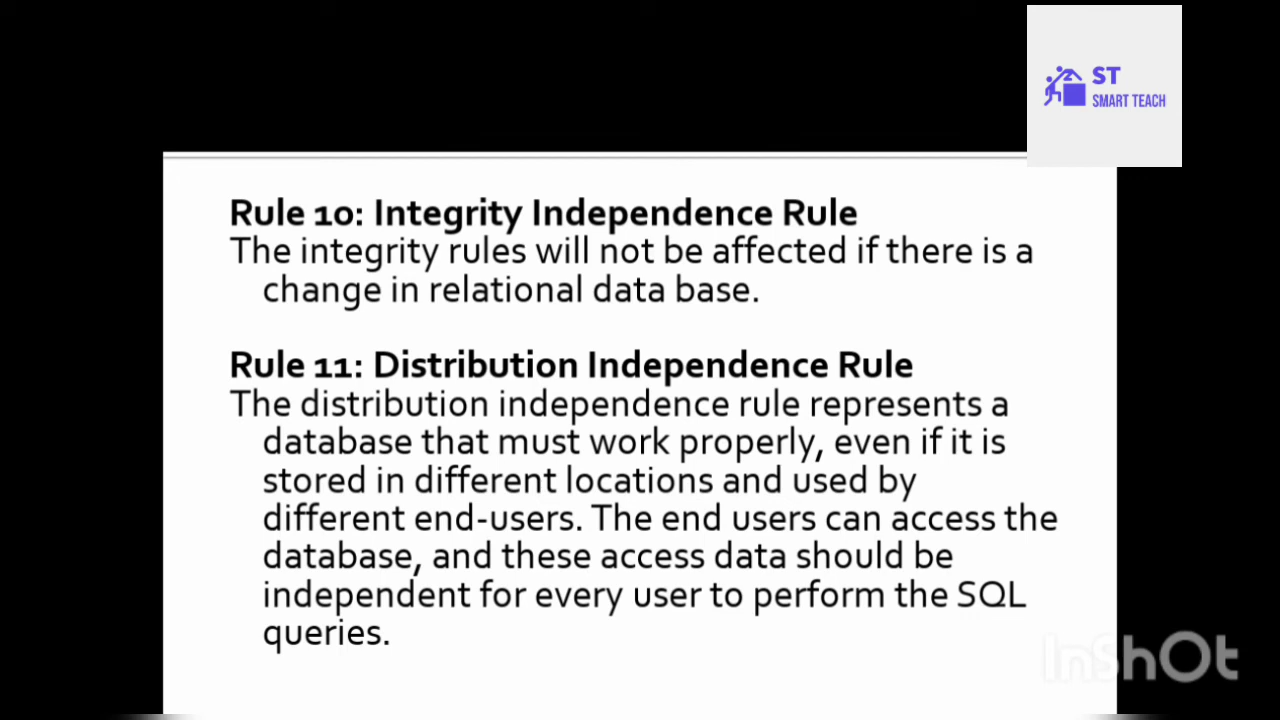 ST
SMART TEACH
Rule 10: Integrity Independence Rule
The integrity rules will not be affected if there is a
change in relational data base.
Rule 11: Distribution Independence Rule
The distribution independence rule represents a
database that must work properly, even if it is
stored in different locations and used by
different end-users. The end users can access the
database, and these access data should be
independent for every user to perform the SQL
queries.
InShOt